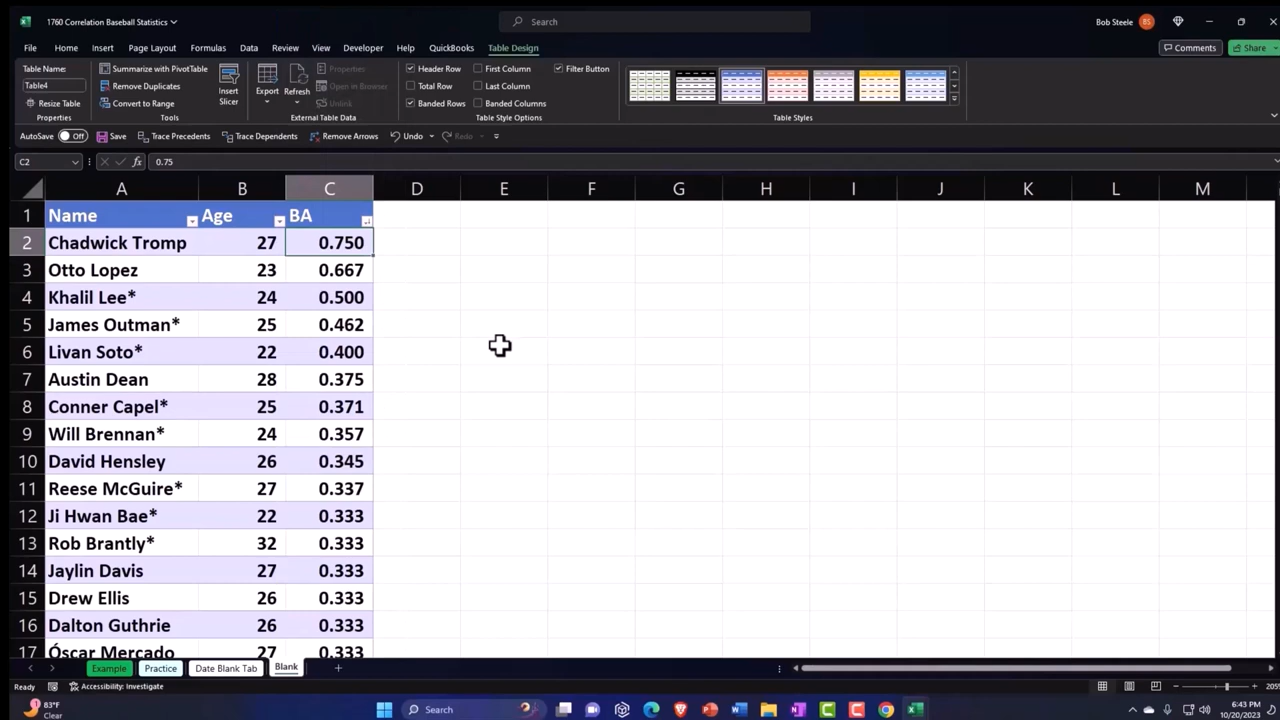 1760 Correlation Baseball Statistics
Search
Bob Steele BS
File Home Insert Page Layout Formulas Data Review View Developer Help QuickBooks Table Design Comments Share
Table Name:
Table4
Resize Table
Properties
Summarize with PivotTable
Remove Duplicates
Convert to Range
Tools
Insert
Slicer
Export
Refresh
Properties
Open in Browser
Unlink
External Table Data
Header Row First Column Filter Button
Total Row Last Column
Banded Rows Banded Columns
Table Style Options
Table Styles
AutoSave Off Save Trace Precedents Trace Dependents Remove Arrows Undo Redo
C2 fx 0.75
A B C D E F G H I J K L M
1 Name Age BA
2 Chadwick Tromp 27 0.750
3 Otto Lopez 23 0.667
4 Khalil Lee* 24 0.500
5 James Outman* 25 0.462
6 Livan Soto* 22 0.400
7 Austin Dean 28 0.375
8 Conner Capel* 25 0.371
9 Will Brennan* 24 0.357
10 David Hensley 26 0.345
11 Reese McGuire* 27 0.337
12 Ji Hwan Bae* 22 0.333
13 Rob Brantly* 32 0.333
14 Jaylin Davis 27 0.333
15 Drew Ellis 26 0.333
16 Dalton Guthrie 26 0.333
17 Óscar Mercado 27 0.333
Example Practice Date Blank Tab Blank
Ready Accessibility: Investigate
83°F
Clear
Search
6:43 PM
10/20/2023